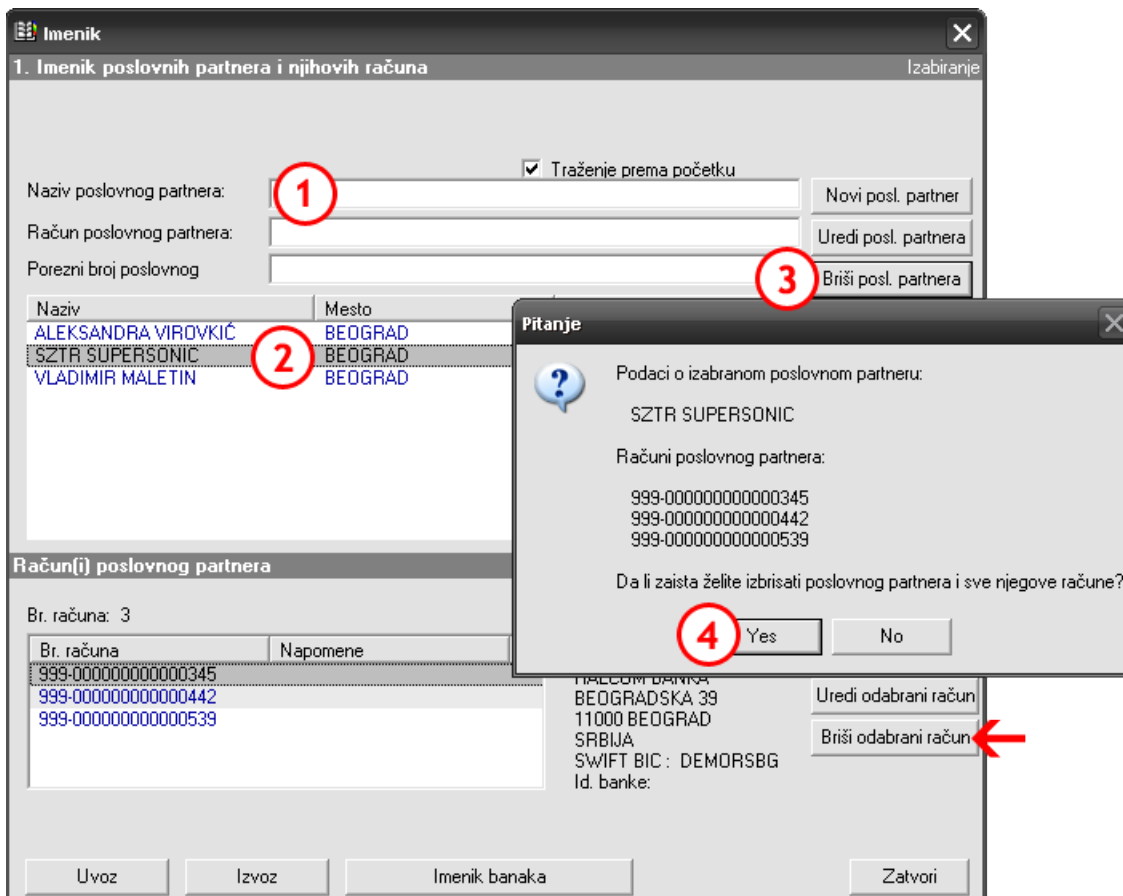 Imenik
1. Imenik poslovnih partnera i njihovih računa Izabiranje
Traženje prema početku
Naziv poslovnog partnera: 1 Novi posl. partner
Račun poslovnog partnera: Uredi posl. partnera
Porezni broj poslovnog 3 Briši posl. partnera
Naziv Mesto
ALEKSANDRA VIROVKIĆ BEOGRAD
SZTR SUPERSONIC 2 BEOGRAD
VLADIMIR MALETIN BEOGRAD
Pitanje
Podaci o izabranom poslovnom partneru:
SZTR SUPERSONIC
Računi poslovnog partnera:
999-000000000000345
999-000000000000442
999-000000000000539
Da li zaista želite izbrisati poslovnog partnera i sve njegove račune?
4 Yes No
Račun(i) poslovnog partnera
Br. računa: 3
Br. računa Napomene
999-000000000000345
999-000000000000442
999-000000000000539
HALCOM BANKA
BEOGRADSKA 39
11000 BEOGRAD
SRBIJA
SWIFT BIC : DEMORSBG
Id. banke:
Uredi odabrani račun
Briši odabrani račun
Uvoz Izvoz Imenik banaka Zatvori